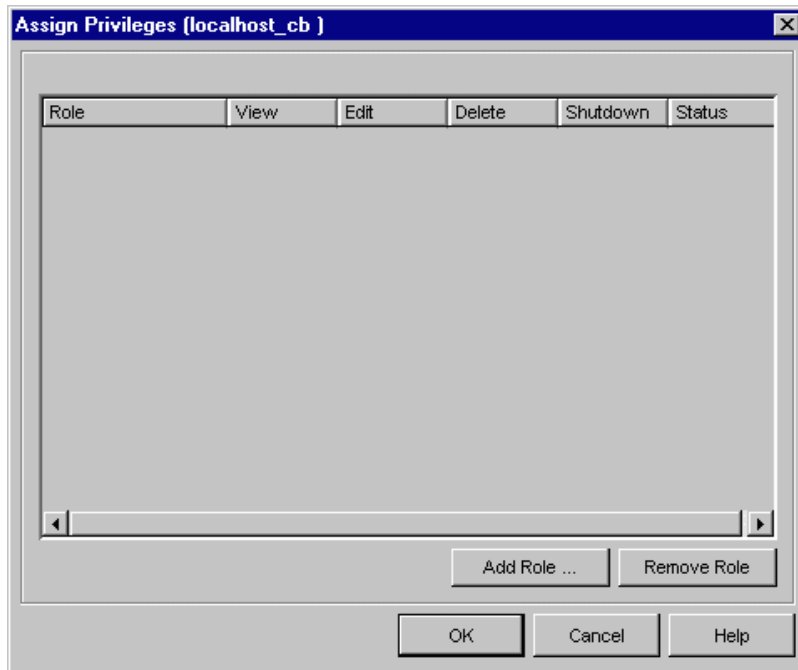 Assign Privileges (localhost_cb )
Role View Edit Delete Shutdown Status
Add Role ... Remove Role
OK Cancel Help